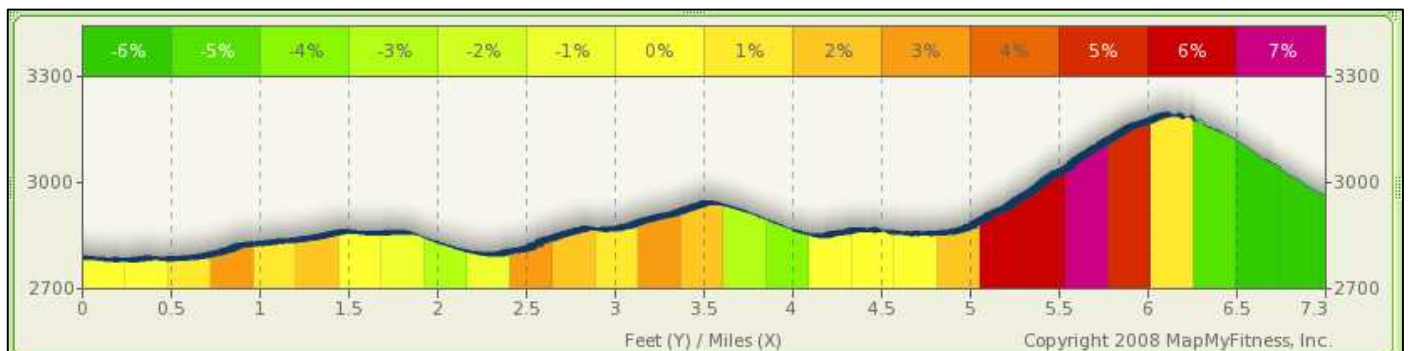 -6% -5% -4% -3% -2% -1% 0% 1% 2% 3% 4% 5% 6% 7%
3300 3300
3000 3000
2700 2700
0 0.5 1 1.5 2 2.5 3 3.5 4 4.5 5 5.5 6 6.5 7.3
Feet (Y) / Miles (X) Copyright 2008 MapMyFitness, Inc.